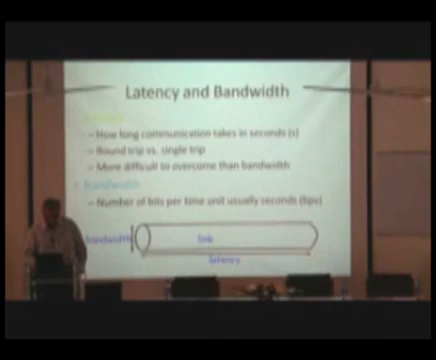 Latency and Bandwidth
– How long communication takes in seconds (s)
– Round trip vs. single trip
– More difficult to overcome than bandwidth
• Bandwidth
– Number of bits per time unit usually seconds (bps)
bandwidth
link
latency